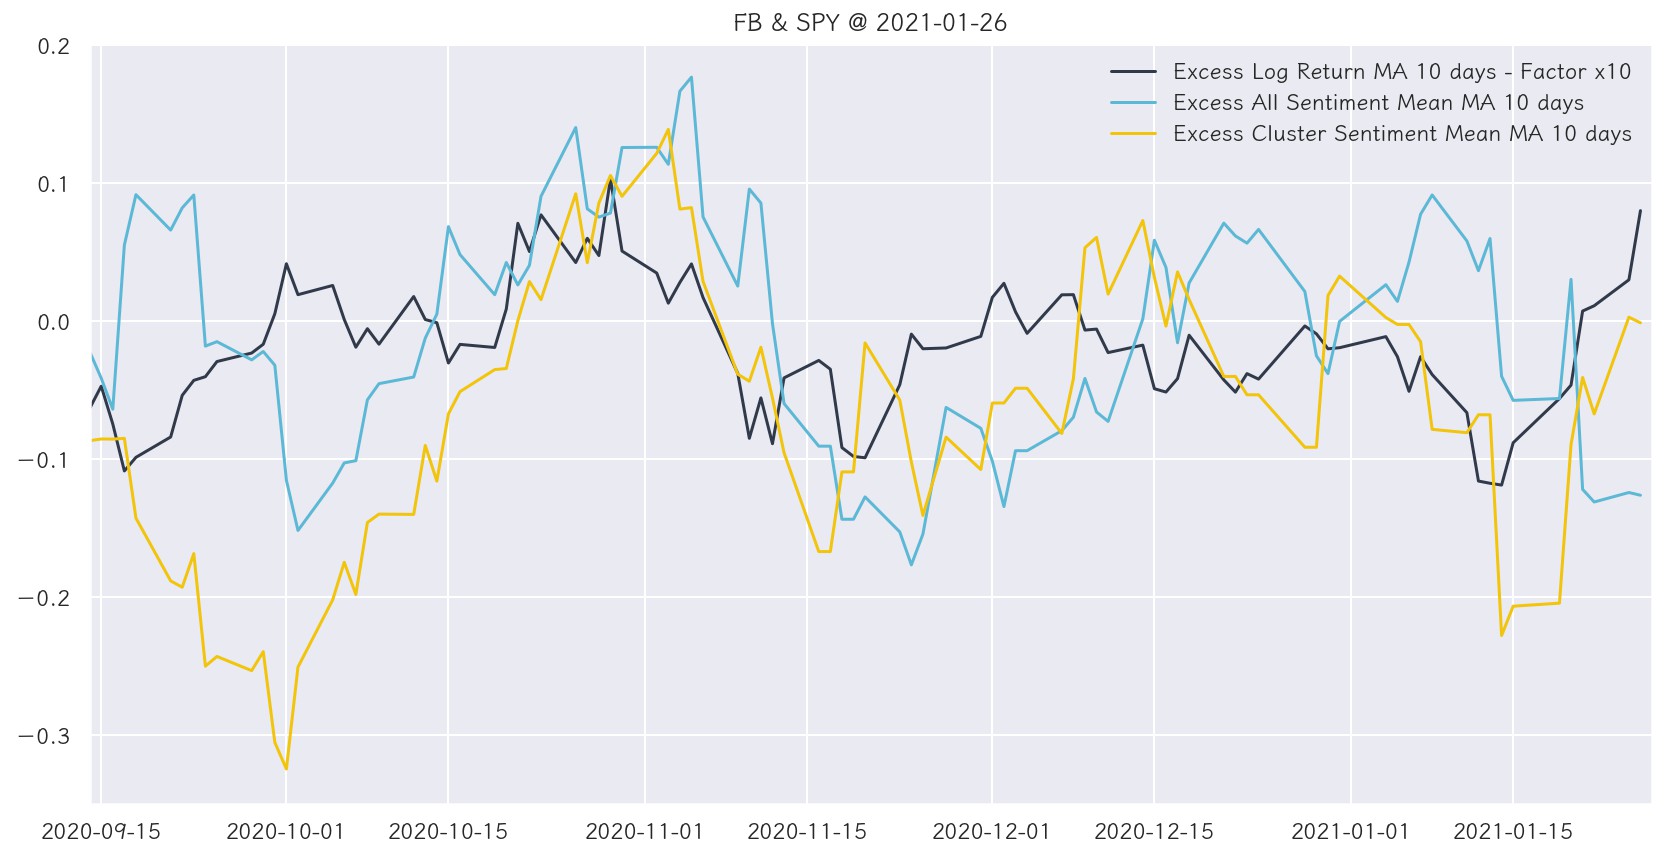 FB & SPY @ 2021-01-26
Excess Log Return MA 10 days - Factor x10
Excess All Sentiment Mean MA 10 days
Excess Cluster Sentiment Mean MA 10 days
0.2
0.1
0.0
−0.1
−0.2
−0.3
2020-09-15 2020-10-01 2020-10-15 2020-11-01 2020-11-15 2020-12-01 2020-12-15 2021-01-01 2021-01-15